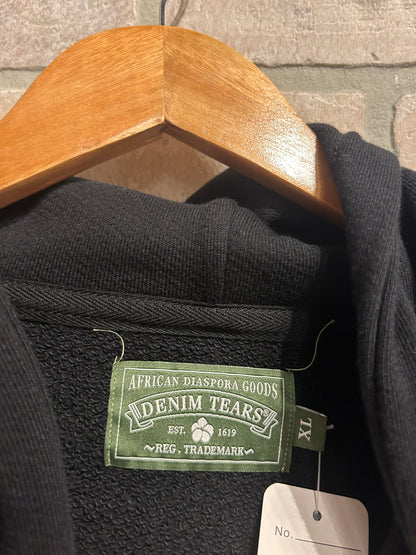 AFRICAN DIASPORA GOODS
DENIM TEARS®
EST. 1619
~REG. TRADEMARK~
XL
No.